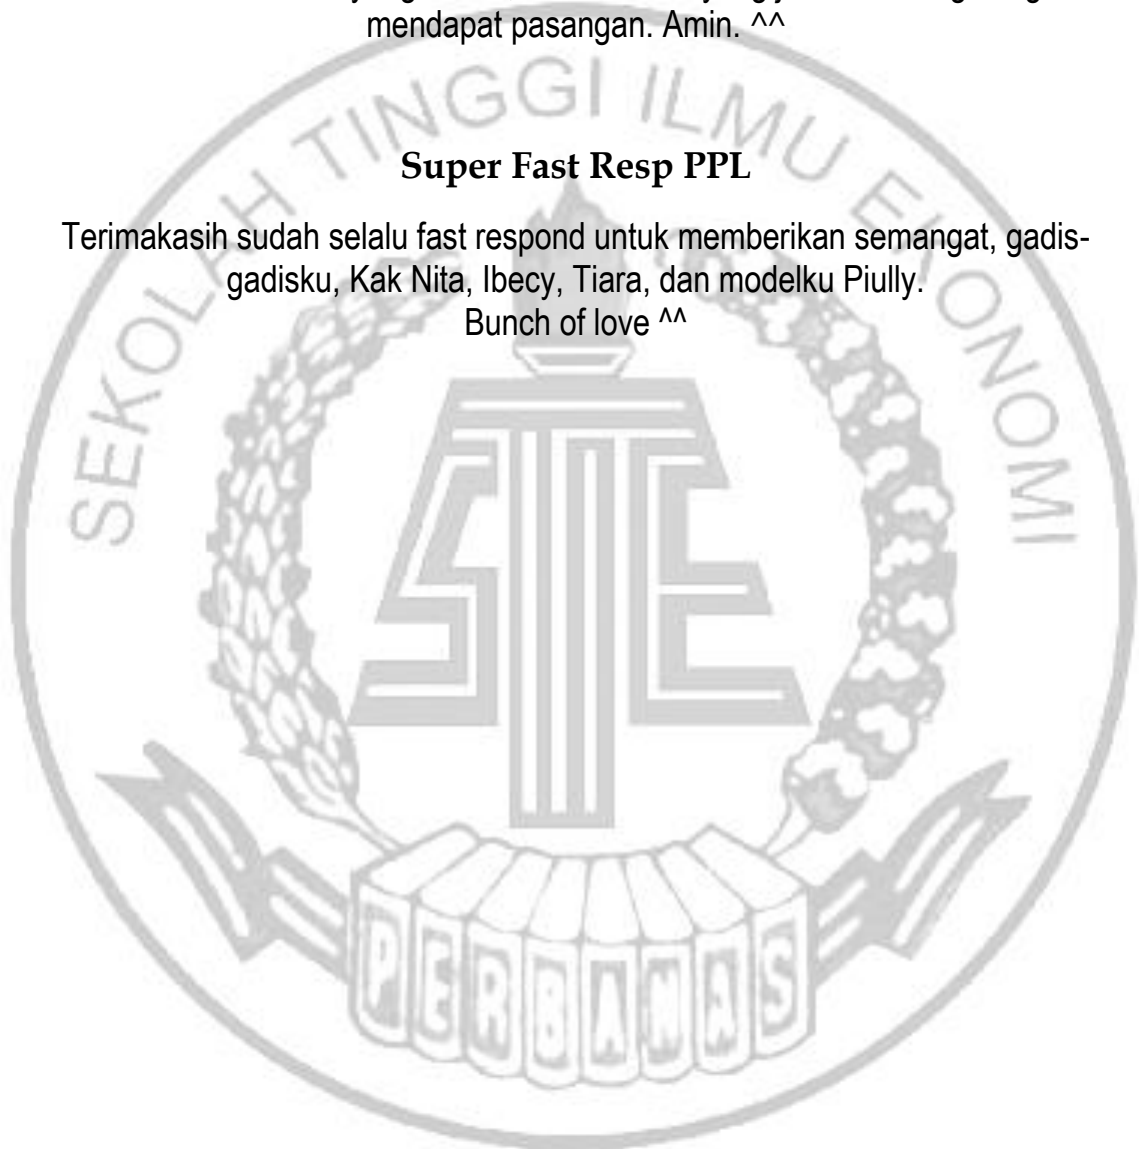 mendapat pasangan. Amin. ^^
Super Fast Resp PPL
Terimakasih sudah selalu fast respond untuk memberikan semangat, gadis-
gadisku, Kak Nita, Ibecy, Tiara, dan modelku Piully.
Bunch of love ^^
SEKOLAH TINGGI ILMU EKONOMI
STIE
PERBANAS